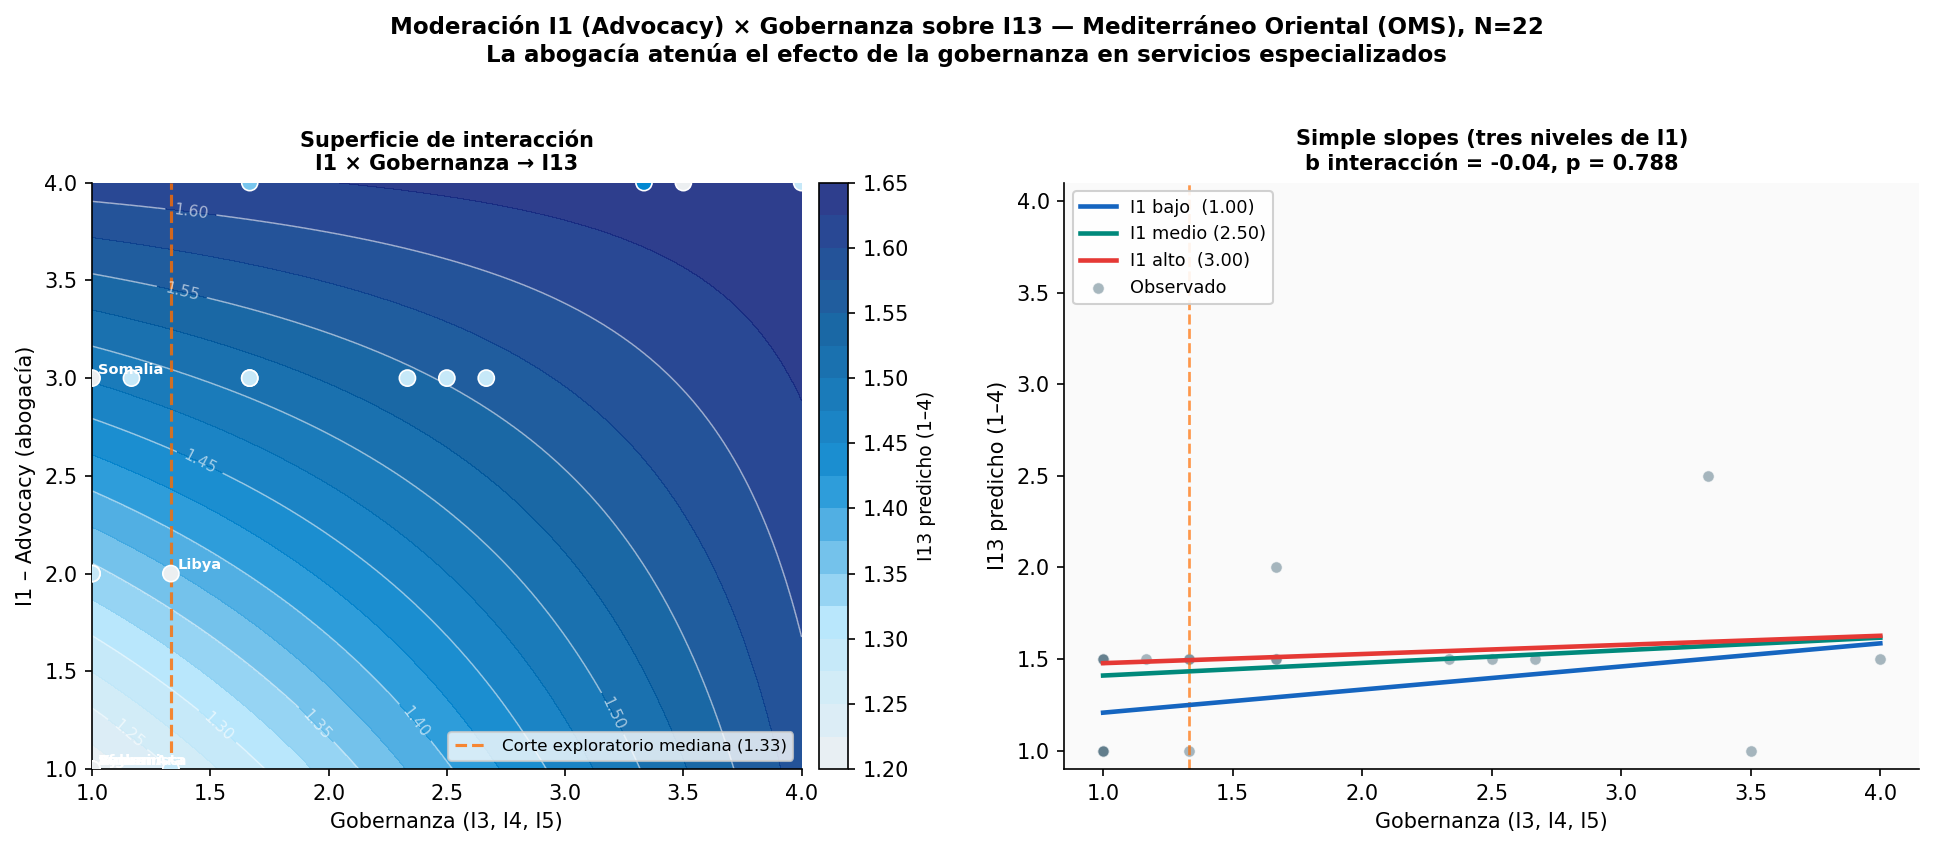 Moderación I1 (Advocacy) × Gobernanza sobre I13 — Mediterráneo Oriental (OMS), N=22
La abogacía atenúa el efecto de la gobernanza en servicios especializados
Superficie de interacción
I1 × Gobernanza → I13
4.0
3.5
3.0
2.5
2.0
1.5
1.0
I1 – Advocacy (abogacía)
1.60
1.55
1.45
1.25
1.30
1.35
1.40
1.50
Somalia
Libya
Corte exploratorio mediana (1.33)
1.0
1.5
2.0
2.5
3.0
3.5
4.0
Gobernanza (I3, I4, I5)
1.65
1.60
1.55
1.50
1.45
1.40
1.35
1.30
1.25
1.20
I13 predicho (1–4)
Simple slopes (tres niveles de I1)
b interacción = -0.04, p = 0.788
I1 bajo (1.00)
I1 medio (2.50)
I1 alto (3.00)
Observado
4.0
3.5
3.0
2.5
2.0
1.5
1.0
I13 predicho (1–4)
1.0
1.5
2.0
2.5
3.0
3.5
4.0
Gobernanza (I3, I4, I5)